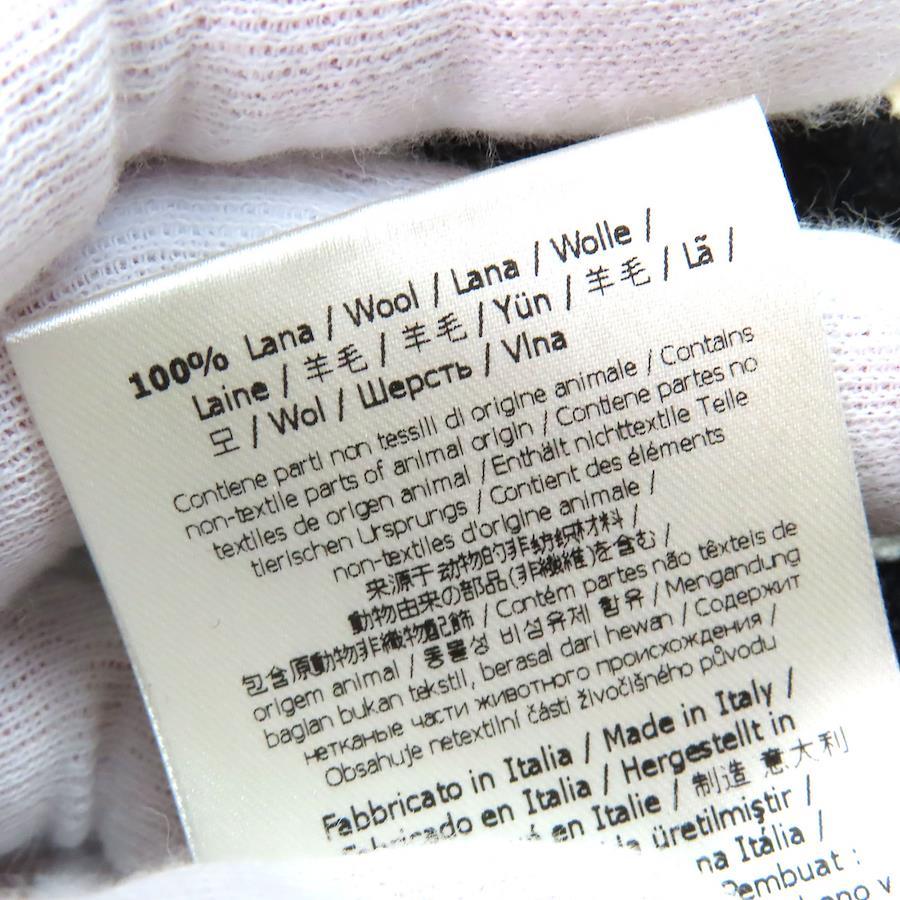 100% Lana / Wool / Lana / Wolle /
Laine / 羊毛 / 羊毛 / Yün / 羊毛 / Lã /
모 / Wol / Шерсть / Vlna
Contiene parti non tessili di origine animale / Contains
non-textile parts of animal origin / Contiene partes no
textiles de origen animal / Enthält nichttextile Teile
tierischen Ursprungs / Contient des éléments
non-textiles d'origine animale /
来源于动物的非纺织材料 /
動物由来の部品(非繊維)を含む /
包含原動物非織物配飾 / Contém partes não têxteis de
origem animal / 동물성 비섬유제 함유 / Mengandung
bagian bukan tekstil, berasal dari hewan / Содержит
нетканые части животного происхождения /
Obsahuje netextilní části živočišného původu
Fabbricato in Italia / Made in Italy /
Fabricado en Italia / Hergestellt in
en Italie / 制造 意大利
üretilmiştir /
na Itália /
Pembuat :